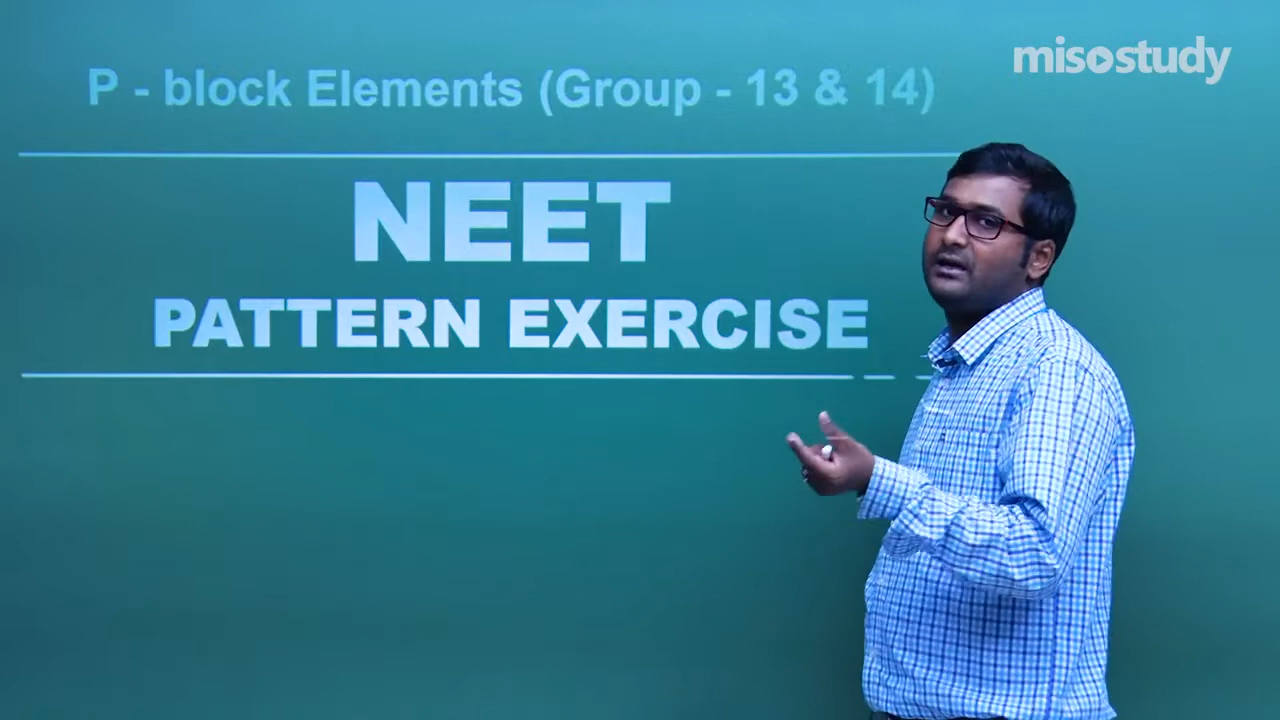 misostudy
P - block Elements (Group - 13 & 14)
NEET
PATTERN EXERCISE